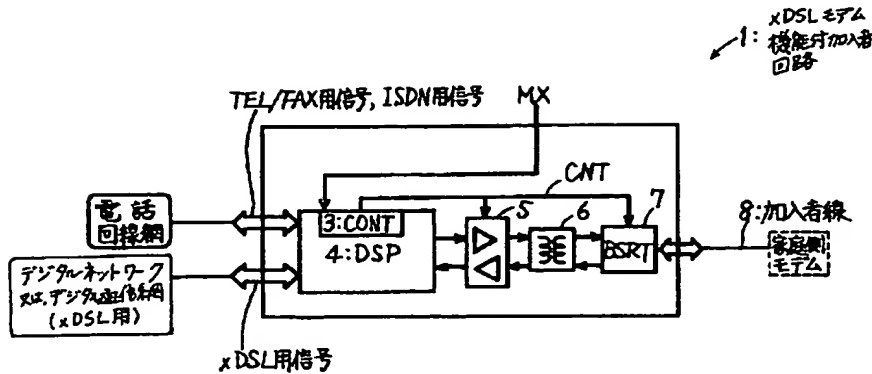 xDSLモデム
1: 機能付加入者
回路
TEL/FAX用信号, ISDN用信号
MX
CNT
電話
回線網
3:CONT
4:DSP
5
6
7
BSRT
8:加入者線
家庭側
モデム
デジタルネットワーク
又は、デジタル通信網
(xDSL用)
xDSL用信号